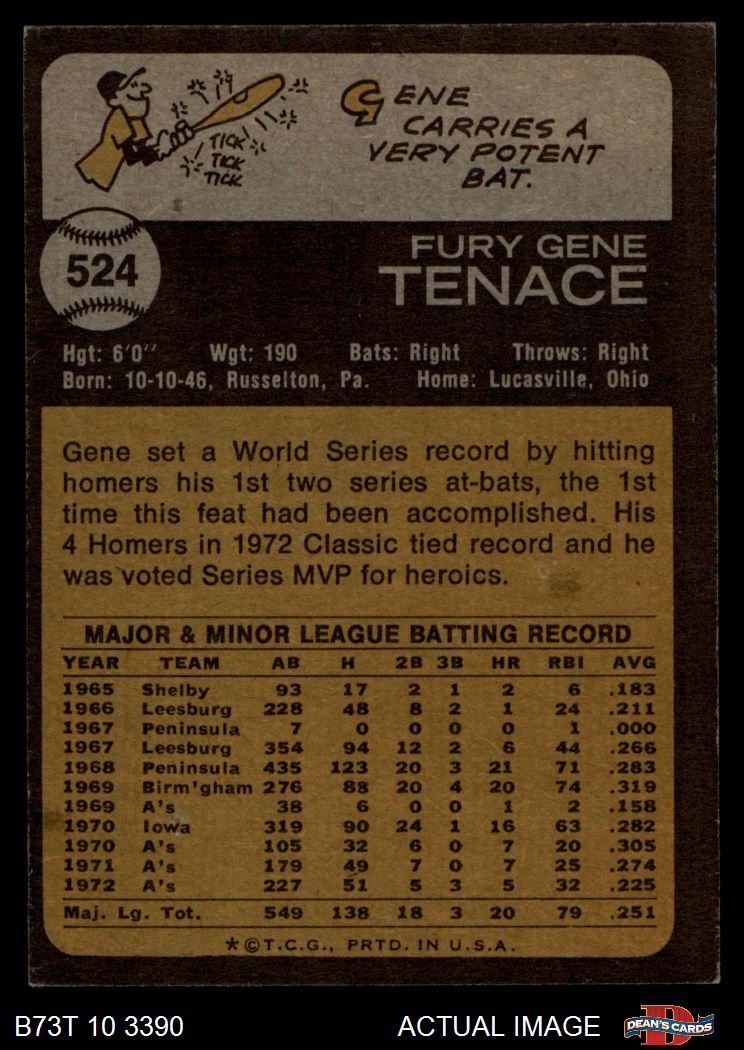 TICK
TICK
TICK
GENE
CARRIES A
VERY POTENT
BAT.
524
FURY GENE
TENACE
Hgt: 6'0" Wgt: 190 Bats: Right Throws: Right
Born: 10-10-46, Russelton, Pa. Home: Lucasville, Ohio
Gene set a World Series record by hitting
homers his 1st two series at-bats, the 1st
time this feat had been accomplished. His
4 Homers in 1972 Classic tied record and he
was voted Series MVP for heroics.
MAJOR & MINOR LEAGUE BATTING RECORD
YEAR TEAM AB H 2B 3B HR RBI AVG
1965 Shelby 93 17 2 1 2 6 .183
1966 Leesburg 228 48 8 2 1 24 .211
1967 Peninsula 7 0 0 0 0 1 .000
1967 Leesburg 354 94 12 2 6 44 .266
1968 Peninsula 435 123 20 3 21 71 .283
1969 Birm'gham 276 88 20 4 20 74 .319
1969 A's 38 6 0 0 1 2 .158
1970 Iowa 319 90 24 1 16 63 .282
1970 A's 105 32 6 0 7 20 .305
1971 A's 179 49 7 0 7 25 .274
1972 A's 227 51 5 3 5 32 .225
Maj. Lg. Tot. 549 138 18 3 20 79 .251
*©T.C.G., PRTD. IN U.S.A.
B73T 10 3390 ACTUAL IMAGE D DEAN'S CARDS